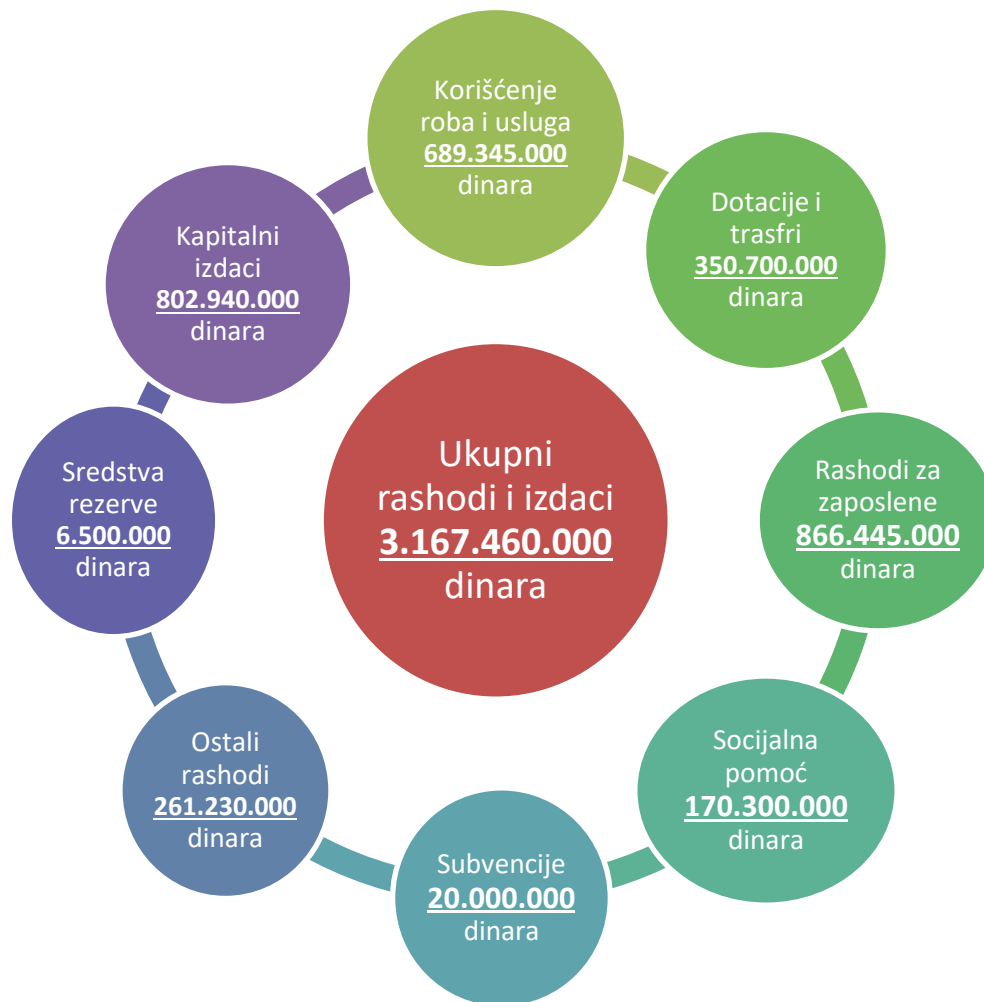 Korišćenje
roba i usluga
689.345.000
dinara
Dotacije i
trasfri
350.700.000
dinara
Rashodi za
zaposlene
866.445.000
dinara
Socijalna
pomoć
170.300.000
dinara
Subvencije
20.000.000
dinara
Ostali
rashodi
261.230.000
dinara
Sredstva
rezerve
6.500.000
dinara
Kapitalni
izdaci
802.940.000
dinara
Ukupni
rashodi i izdaci
3.167.460.000
dinara